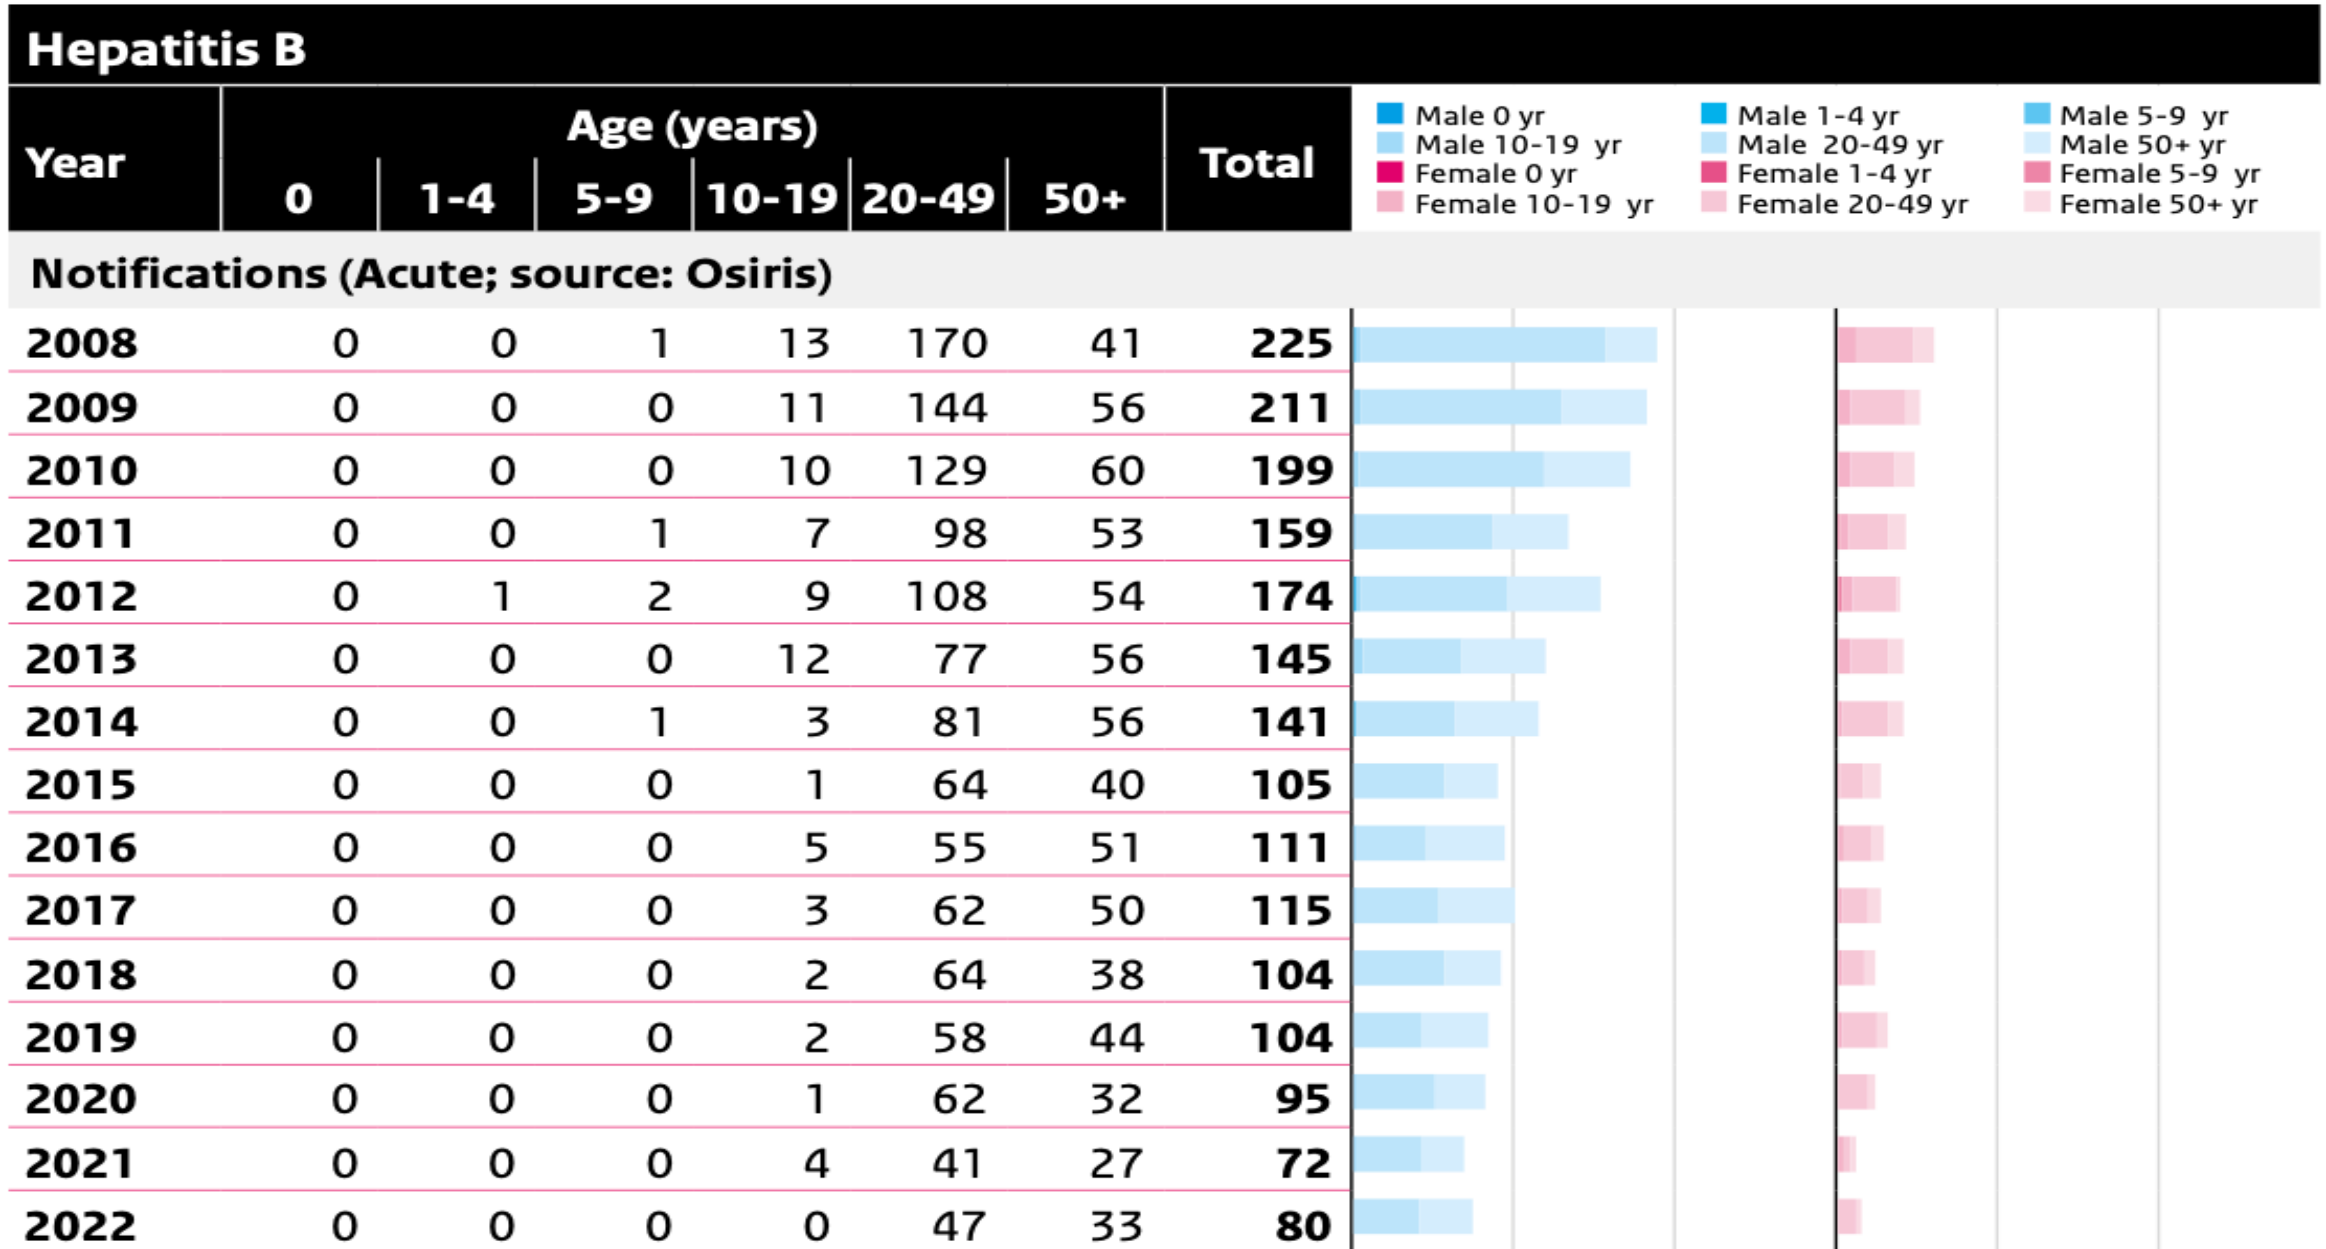 Hepatitis B
Year Age (years) Total
0 1-4 5-9 10-19 20-49 50+
Male 0 yr Male 1-4 yr Male 5-9 yr
Male 10-19 yr Male 20-49 yr Male 50+ yr
Female 0 yr Female 1-4 yr Female 5-9 yr
Female 10-19 yr Female 20-49 yr Female 50+ yr
Notifications (Acute; source: Osiris)
2008 0 0 1 13 170 41 225
2009 0 0 0 11 144 56 211
2010 0 0 0 10 129 60 199
2011 0 0 1 7 98 53 159
2012 0 1 2 9 108 54 174
2013 0 0 0 12 77 56 145
2014 0 0 1 3 81 56 141
2015 0 0 0 1 64 40 105
2016 0 0 0 5 55 51 111
2017 0 0 0 3 62 50 115
2018 0 0 0 2 64 38 104
2019 0 0 0 2 58 44 104
2020 0 0 0 1 62 32 95
2021 0 0 0 4 41 27 72
2022 0 0 0 0 47 33 80